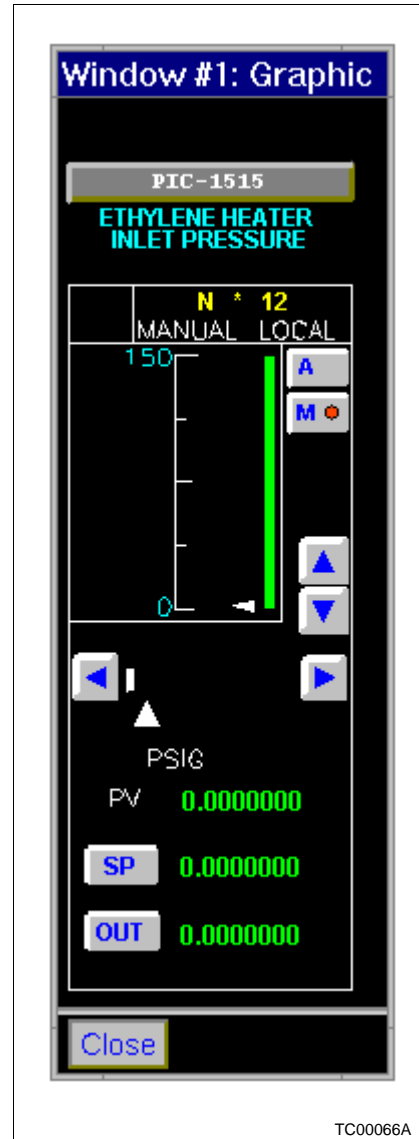 Window #1: Graphic
PIC-1515
ETHYLENE HEATER
INLET PRESSURE
N * 12
MANUAL LOCAL
150
A
M
0
PSIG
PV 0.0000000
SP 0.0000000
OUT 0.0000000
Close
TC00066A